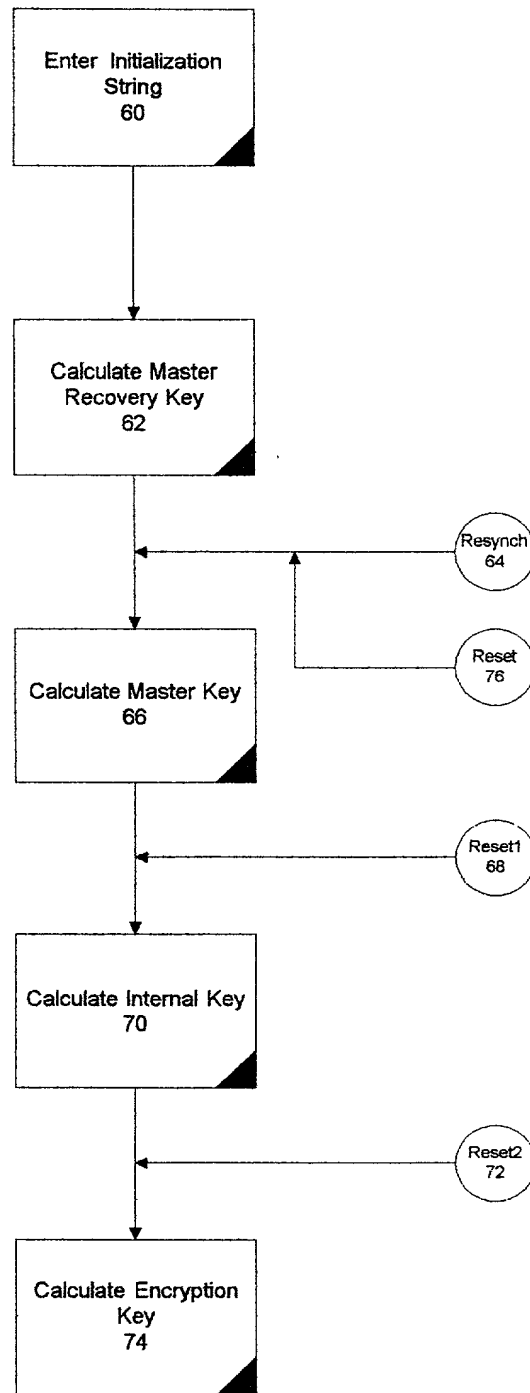 Enter Initialization
String
60
Calculate Master
Recovery Key
62
Resynch
64
Reset
76
Calculate Master Key
66
Reset1
68
Calculate Internal Key
70
Reset2
72
Calculate Encryption
Key
74